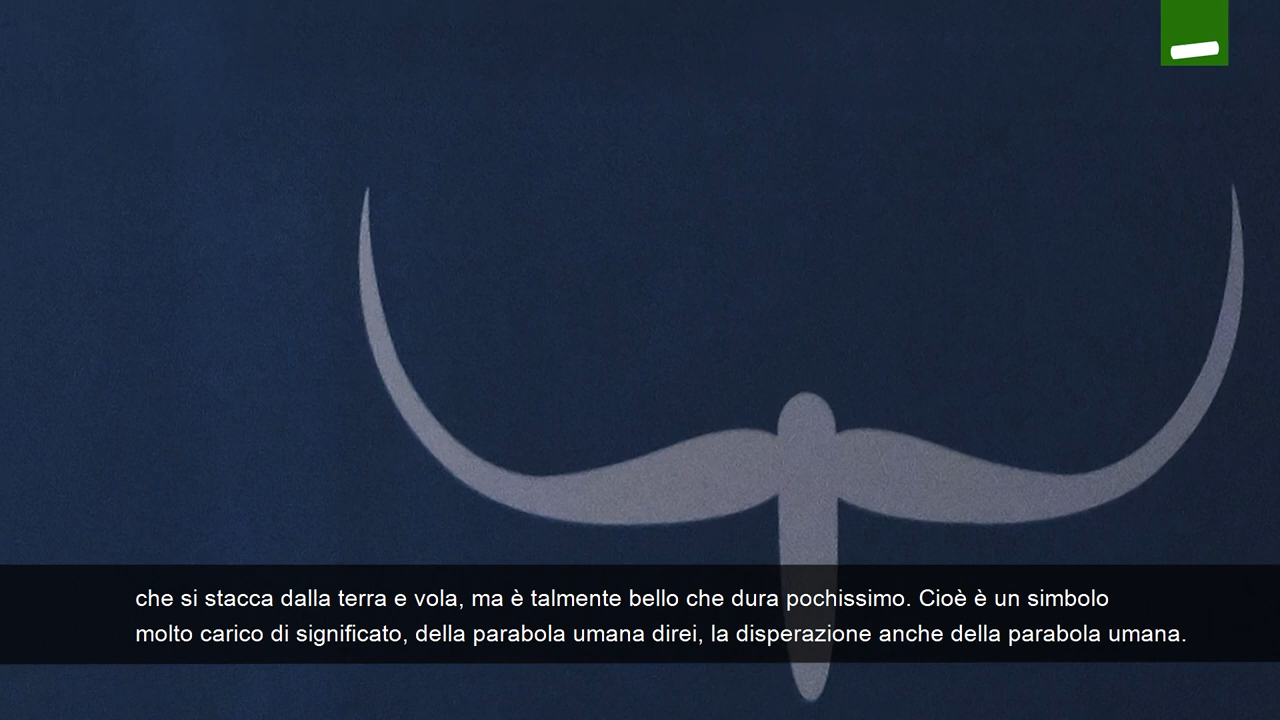 che si stacca dalla terra e vola, ma è talmente bello che dura pochissimo. Cioè è un simbolo
molto carico di significato, della parabola umana direi, la disperazione anche della parabola umana.